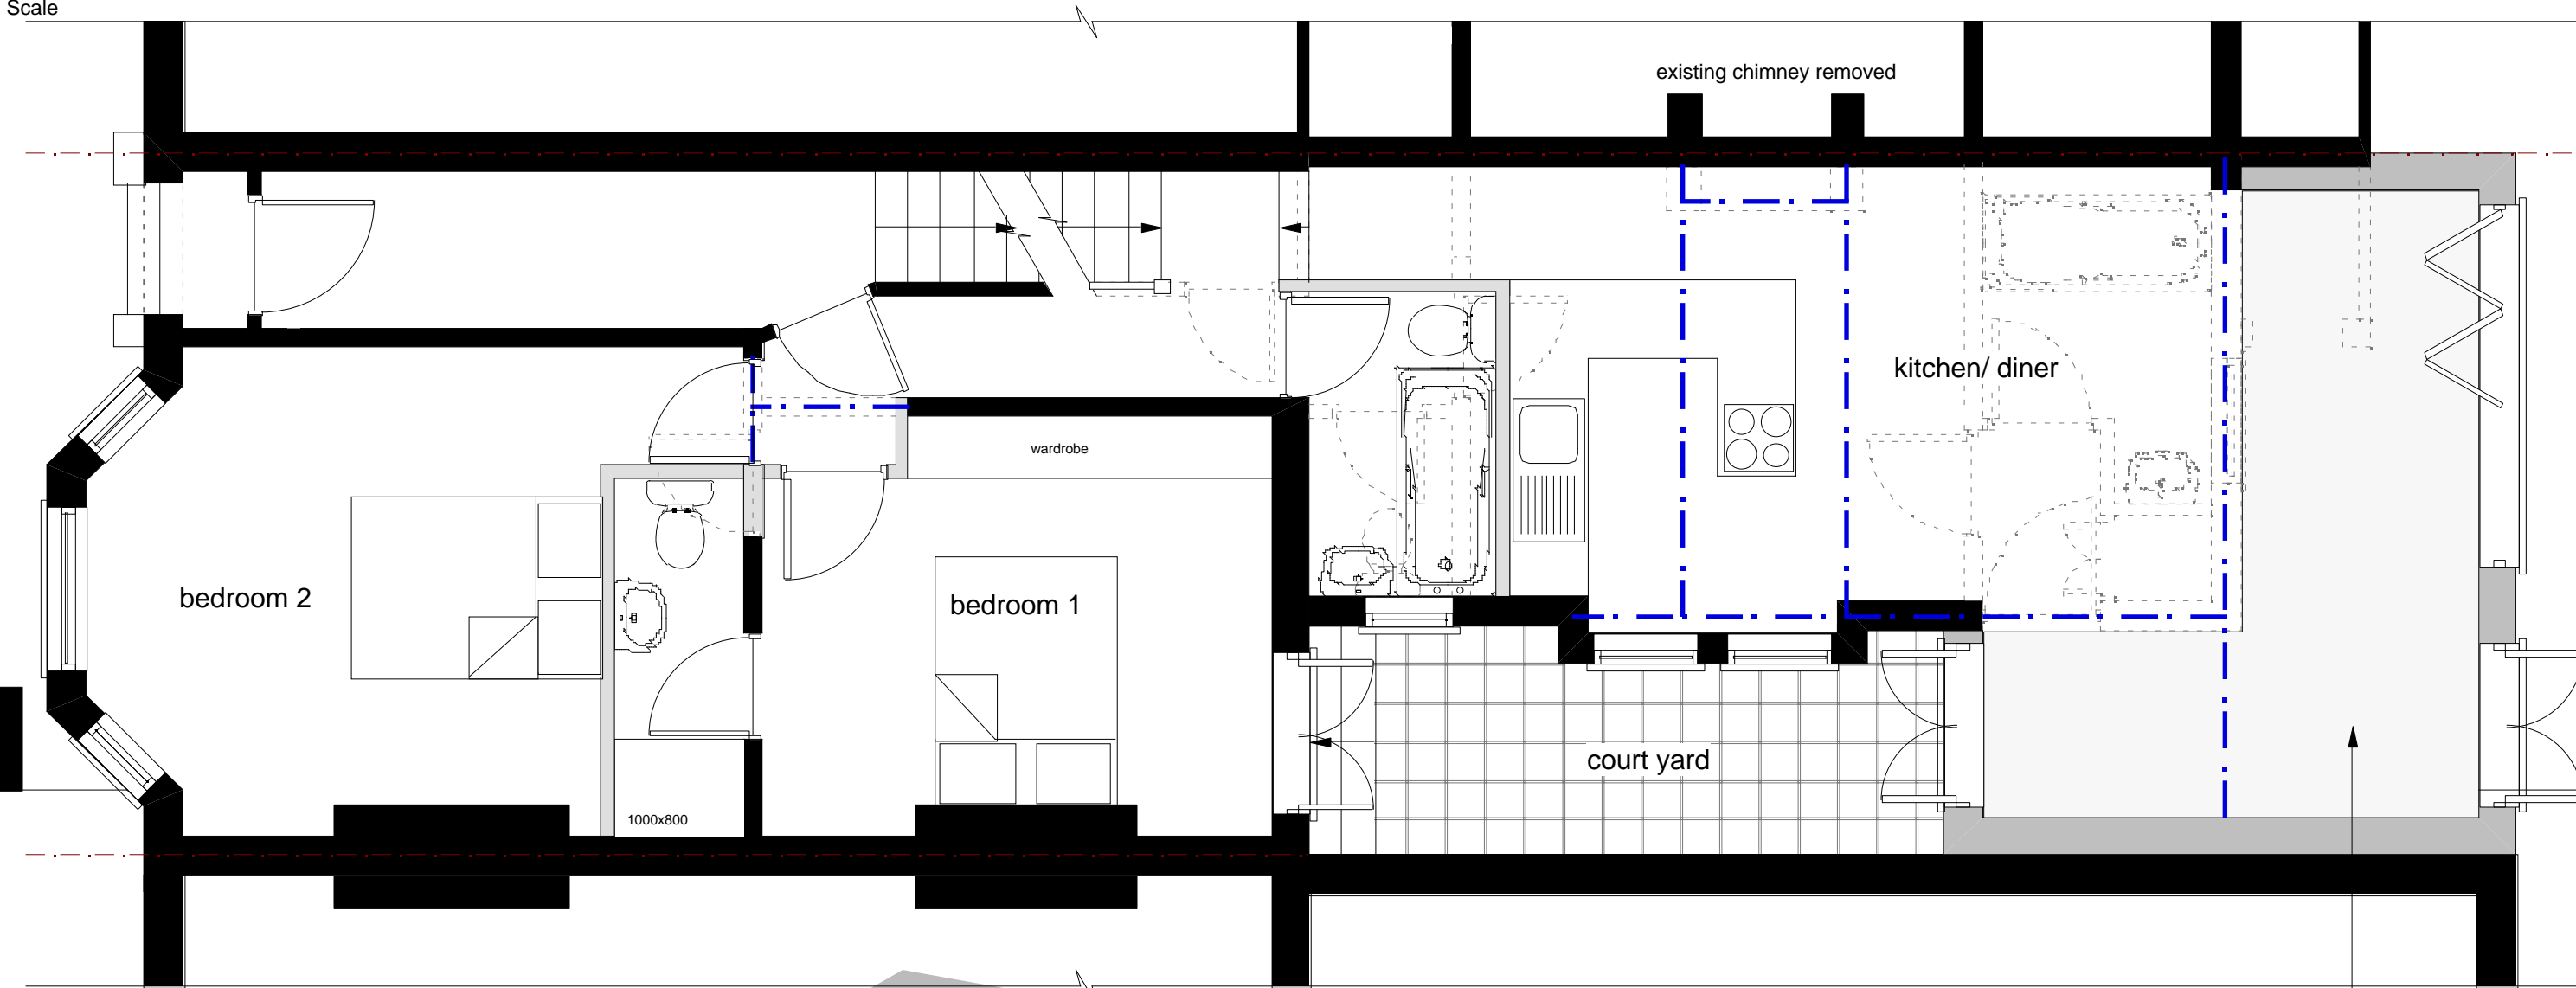 Scale
existing chimney removed
kitchen/ diner
wardrobe
bedroom 2
bedroom 1
court yard
1000x800